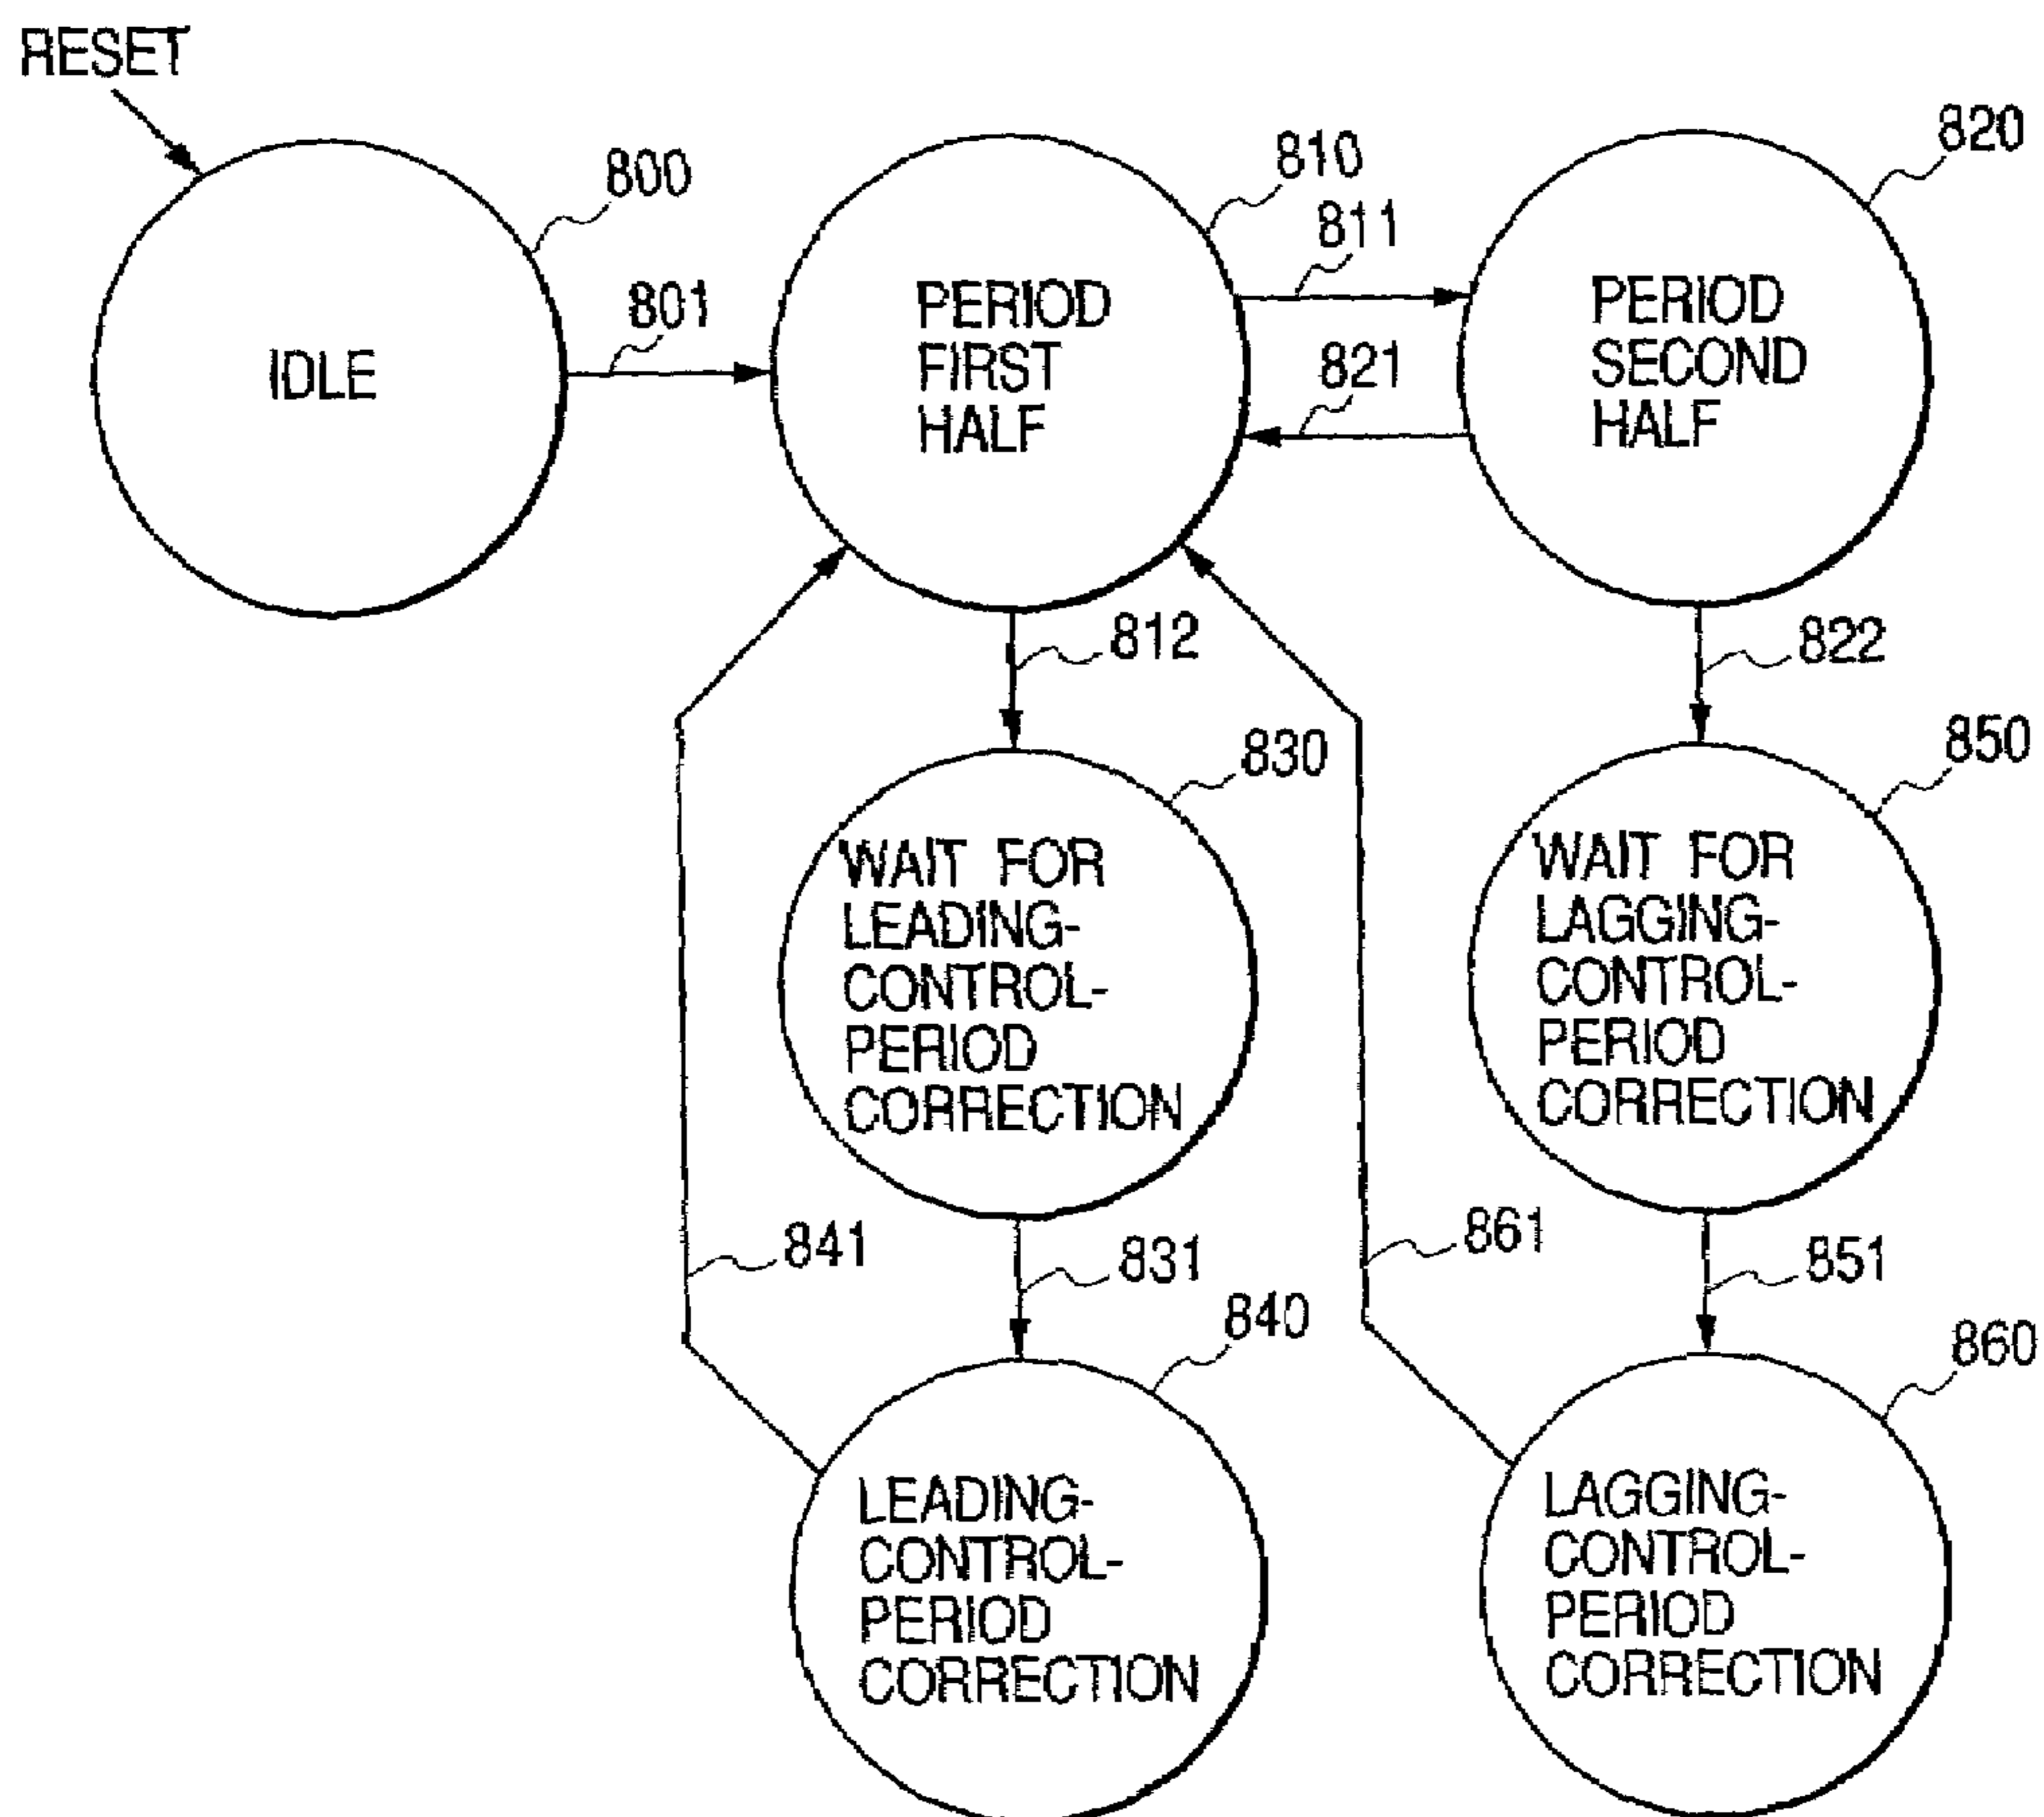 RESET
800
810
820
IDLE
801
PERIOD
FIRST
HALF
811
821
PERIOD
SECOND
HALF
812
822
830
850
WAIT FOR
LEADING-
CONTROL-
PERIOD
CORRECTION
WAIT FOR
LAGGING-
CONTROL-
PERIOD
CORRECTION
841
831
861
851
840
860
LEADING-
CONTROL-
PERIOD
CORRECTION
LAGGING-
CONTROL-
PERIOD
CORRECTION